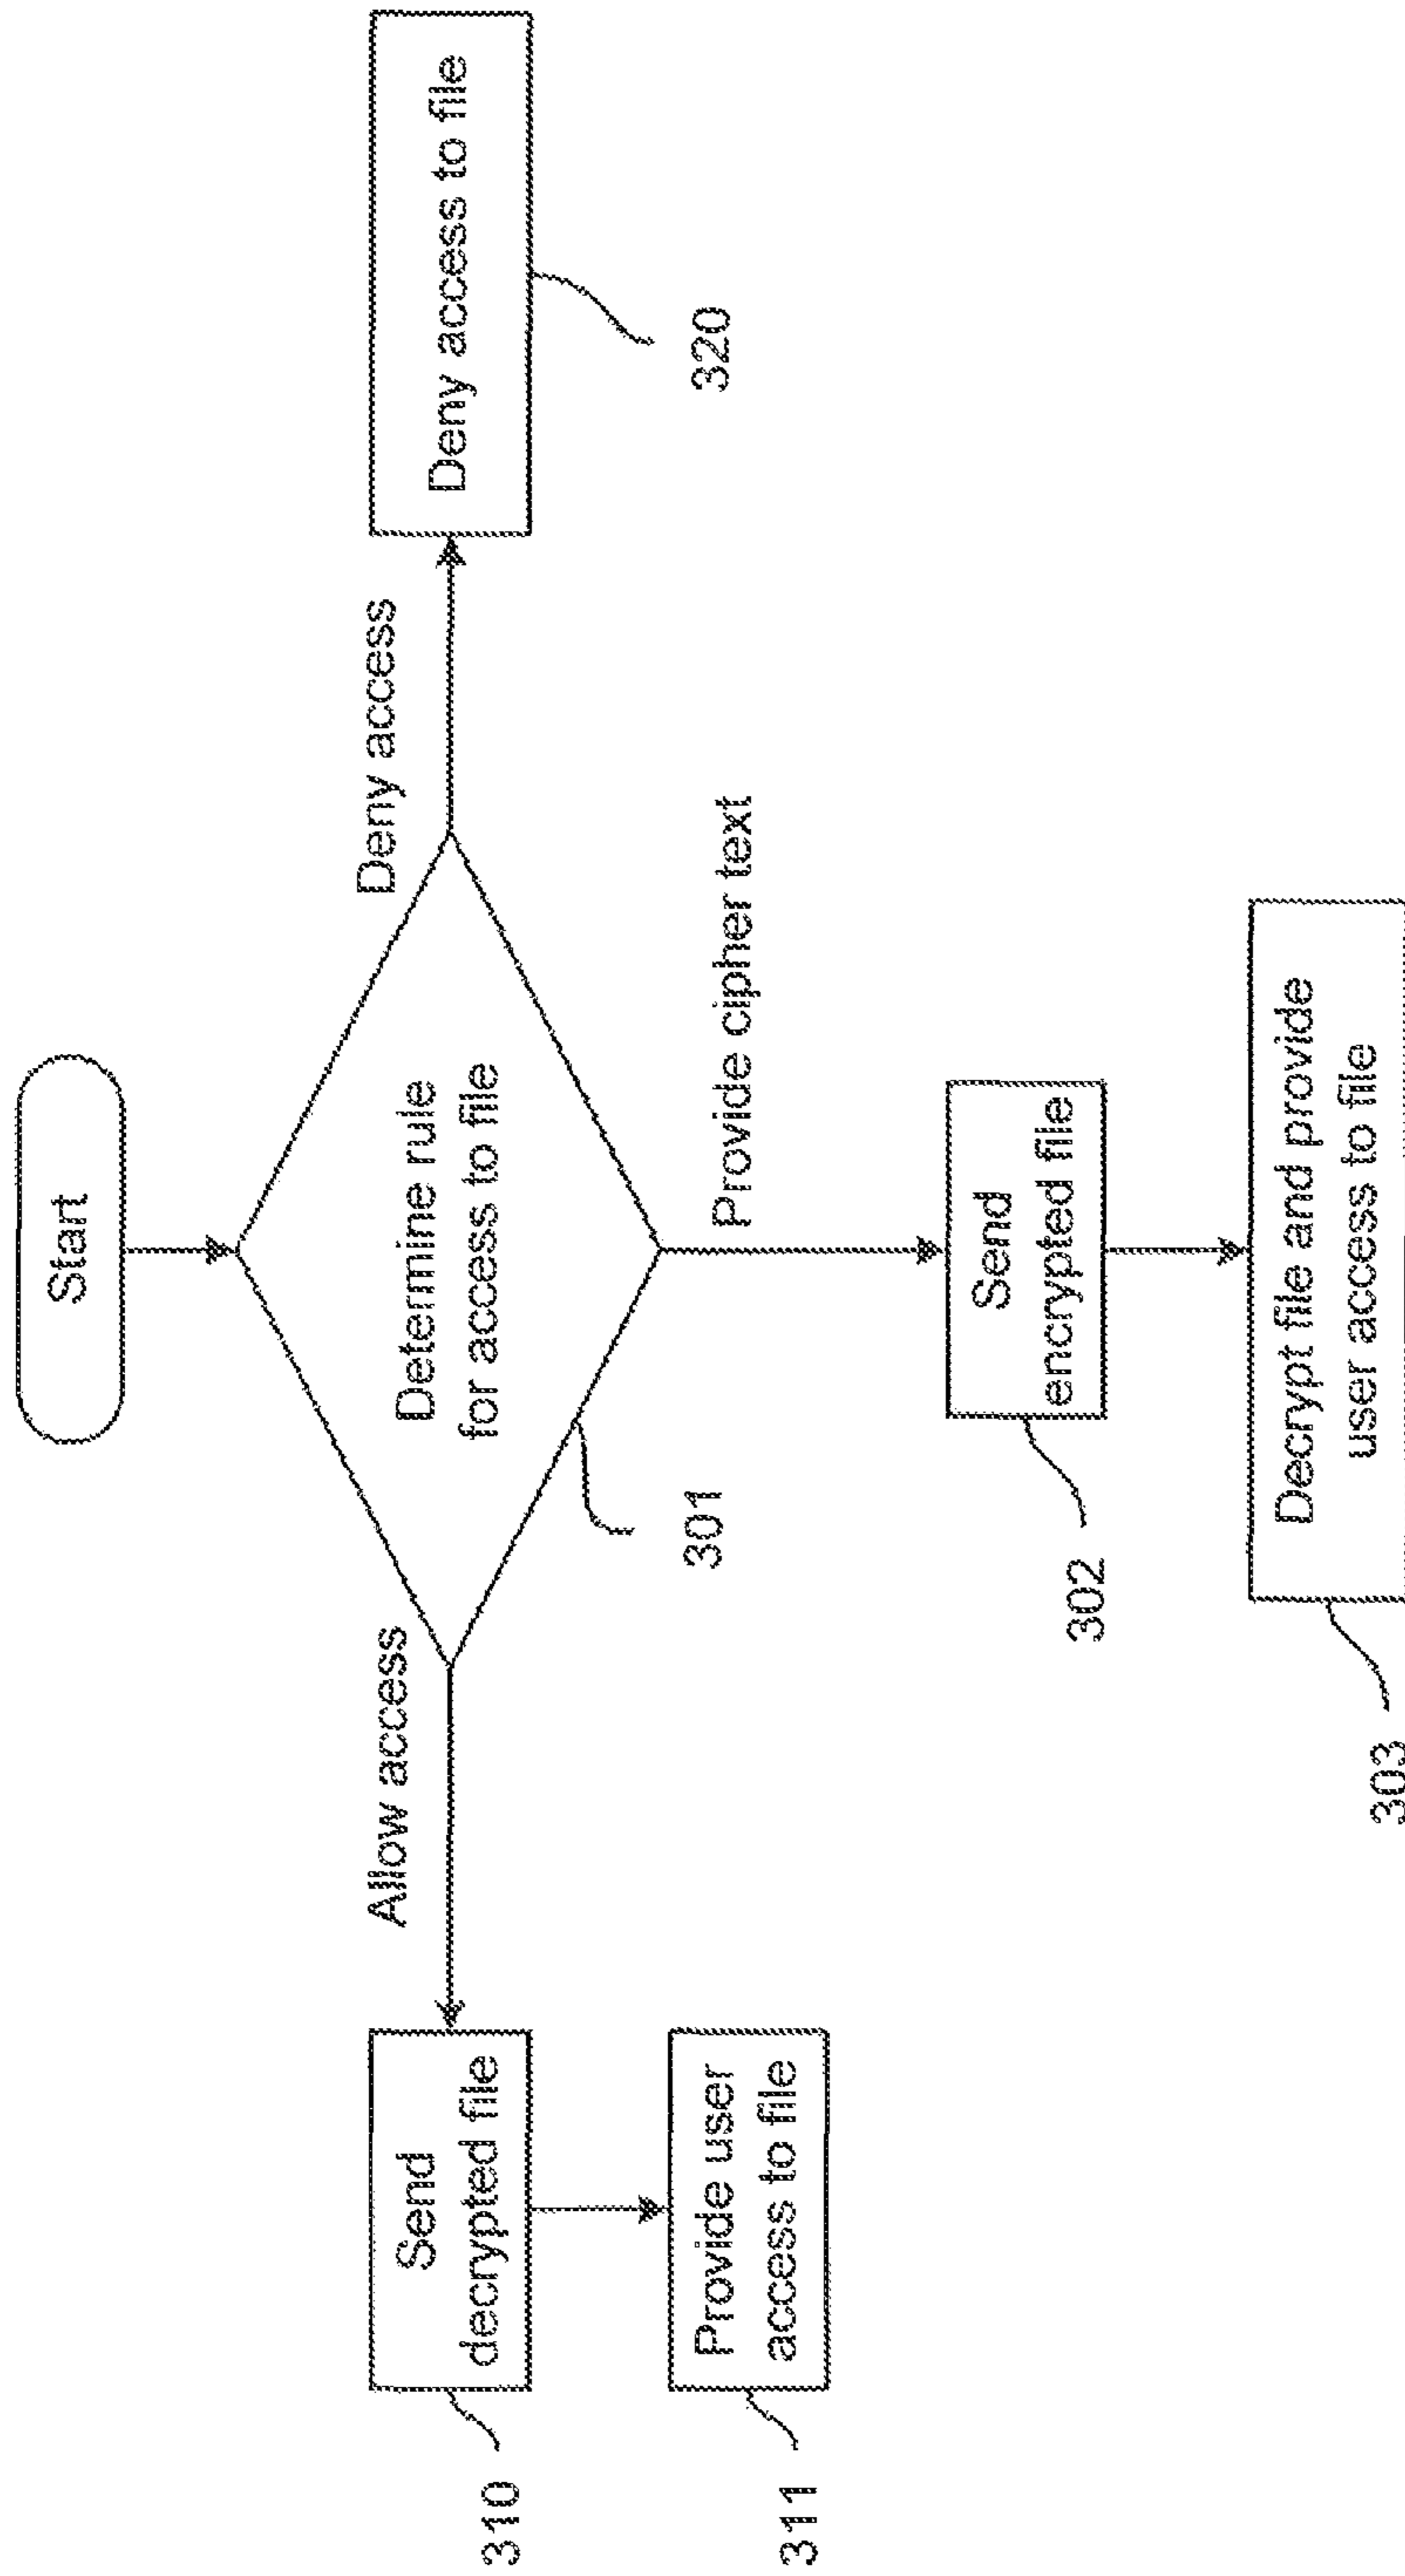 Start
Determine rule
for access to file
301
Allow access
Deny access
Provide cipher text
Send
decrypted file
310
Provide user
access to file
311
Send
encrypted file
302
Decrypt file and provide
user access to file
303
Deny access to file
320